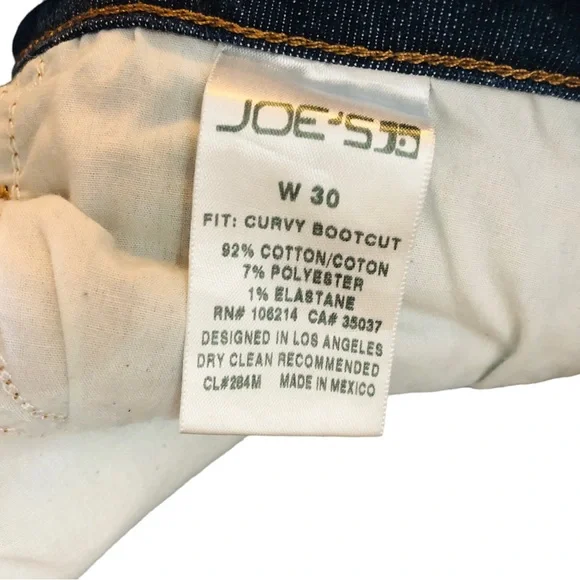 JOE'S
W 30
FIT: CURVY BOOTCUT
92% COTTON/COTON
7% POLYESTER
1% ELASTANE
RN# 106214 CA# 35037
DESIGNED IN LOS ANGELES
DRY CLEAN RECOMMENDED
CL#284M MADE IN MEXICO